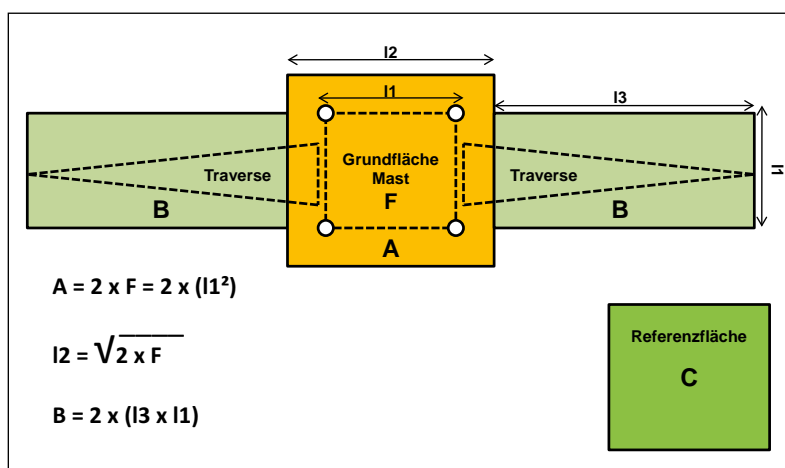 l2
l1
l3
Grundfläche
Mast
F
Traverse
Traverse
l1
B
B
A
A = 2 x F = 2 x (l1²)
l2 = √2 x F
B = 2 x (l3 x l1)
Referenzfläche
C